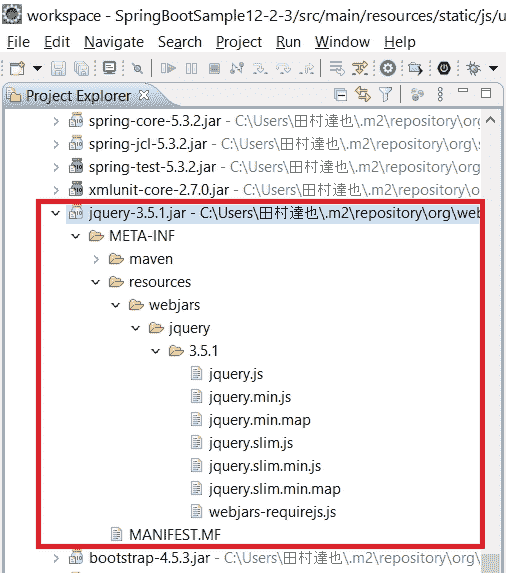 workspace - SpringBootSample12-2-3/src/main/resources/static/js/u
File Edit Navigate Search Project Run Window Help
Project Explorer
spring-core-5.3.2.jar - C:\Users\田村達也\.m2\repository\org
spring-jcl-5.3.2.jar - C:\Users\田村達也\.m2\repository\org\
spring-test-5.3.2.jar - C:\Users\田村達也\.m2\repository\org
xmlunit-core-2.7.0.jar - C:\Users\田村達也\.m2\repository\o
jquery-3.5.1.jar - C:\Users\田村達也\.m2\repository\org\web
META-INF
maven
resources
webjars
jquery
3.5.1
jquery.js
jquery.min.js
jquery.min.map
jquery.slim.js
jquery.slim.min.js
jquery.slim.min.map
webjars-requirejs.js
MANIFEST.MF
bootstrap-4.5.3.jar - C:\Users\田村達也\.m2\repository\org\